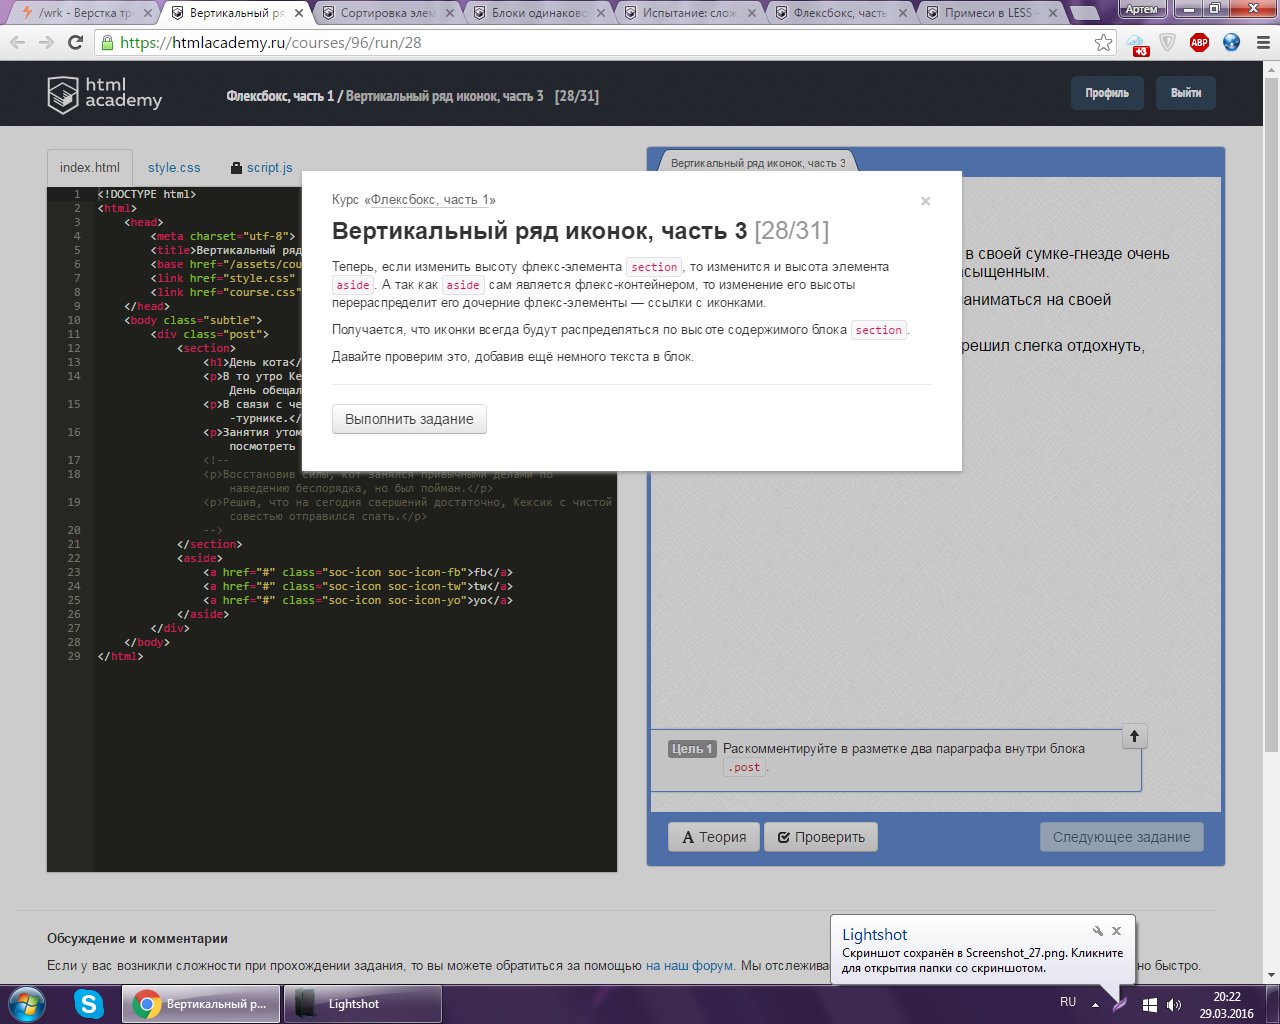 /wrk - Верстка тре
Вертикальный ря
Сортировка элем
Блоки одинаково
Испытание: слож
Флексбокс, часть
Примеси в LESS -
Артем
https://htmlacademy.ru/courses/96/run/28
+3
ABP
html academy
Флексбокс, часть 1 / Вертикальный ряд иконок, часть 3 [28/31]
Профиль
Выйти
index.html
style.css
script.js
Вертикальный ряд иконок, часть 3
1 <!DOCTYPE html>
2 <html>
3 <head>
4 <meta charset="utf-8">
5 <title>Вертикальный ряд
6 <base href="/assets/cou
7 <link href="style.css"
8 <link href="course.css"
9 </head>
10 <body class="subtle">
11 <div class="post">
12 <section>
13 <h1>День кота</
14 <p>В то утро Ке
День обещал
15 <p>В связи с че
-турнике.</
16 <p>Занятия утом
посмотреть
17 <!--
18 <p>Восстановив силы, кот занялся привычными делами по
наведению беспорядка, но был пойман.</p>
19 <p>Решив, что на сегодня свершений достаточно, Кексик с чистой
совестью отправился спать.</p>
20 -->
21 </section>
22 <aside>
23 <a href="#" class="soc-icon soc-icon-fb">fb</a>
24 <a href="#" class="soc-icon soc-icon-tw">tw</a>
25 <a href="#" class="soc-icon soc-icon-yo">yo</a>
26 </aside>
27 </div>
28 </body>
29 </html>
Курс «Флексбокс, часть 1»
Вертикальный ряд иконок, часть 3 [28/31]
Теперь, если изменить высоту флекс-элемента section, то изменится и высота элемента
aside. А так как aside сам является флекс-контейнером, то изменение его высоты
перераспределит его дочерние флекс-элементы — ссылки с иконками.
Получается, что иконки всегда будут распределяться по высоте содержимого блока section.
Давайте проверим это, добавив ещё немного текста в блок.
Выполнить задание
в своей сумке-гнезде очень
сыщенным.
аниматься на своей
решил слегка отдохнуть,
Цель 1 Раскомментируйте в разметке два параграфа внутри блока
.post.
Теория
Проверить
Следующее задание
Обсуждение и комментарии
Если у вас возникли сложности при прохождении задания, то вы можете обратиться за помощью на наш форум. Мы отслежива
но быстро.
Lightshot
Скриншот сохранён в Screenshot_27.png. Кликните
для открытия папки со скриншотом.
Вертикальный р...
Lightshot
RU
20:22
29.03.2016